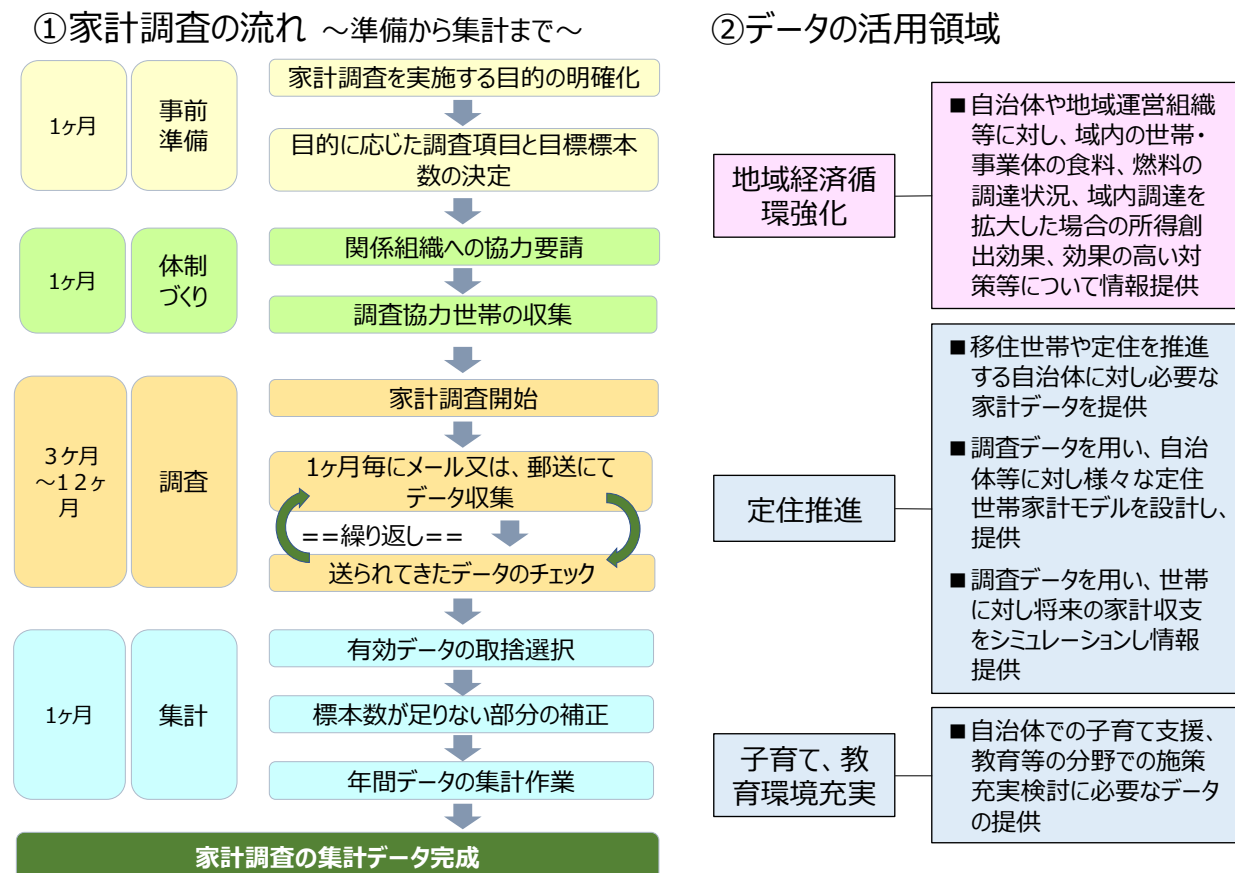 ①家計調査の流れ ～準備から集計まで～
1ヶ月
事前
準備
家計調査を実施する目的の明確化
目的に応じた調査項目と目標標本
数の決定
1ヶ月
体制
づくり
関係組織への協力要請
調査協力世帯の収集
3ケ月
～1２ヶ
月
調査
家計調査開始
1ヶ月毎にメール又は、郵送にて
データ収集
==繰り返し==
送られてきたデータのチェック
1ヶ月
集計
有効データの取捨選択
標本数が足りない部分の補正
年間データの集計作業
家計調査の集計データ完成
②データの活用領域
地域経済循
環強化
■自治体や地域運営組織
等に対し、域内の世帯・
事業体の食料、燃料の
調達状況、域内調達を
拡大した場合の所得創
出効果、効果の高い対
策等について情報提供
定住推進
■移住世帯や定住を推進
する自治体に対し必要な
家計データを提供
■調査データを用い、自治
体等に対し様々な定住
世帯家計モデルを設計し、
提供
■調査データを用い、世帯
に対し将来の家計収支
をシミュレーションし情報
提供
子育て、教
育環境充実
■自治体での子育て支援、
教育等の分野での施策
充実検討に必要なデータ
の提供